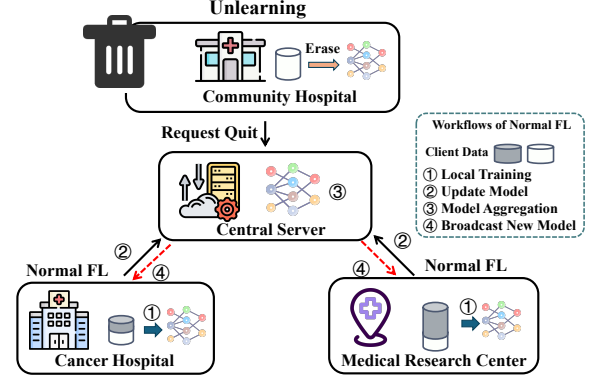 Unlearning
Erase
Community Hospital
Request Quit
Workflows of Normal FL
Client Data
① Local Training
② Update Model
③ Model Aggregation
④ Broadcast New Model
③
Central Server
②
④
②
④
Normal FL
Normal FL
①
Cancer Hospital
①
Medical Research Center